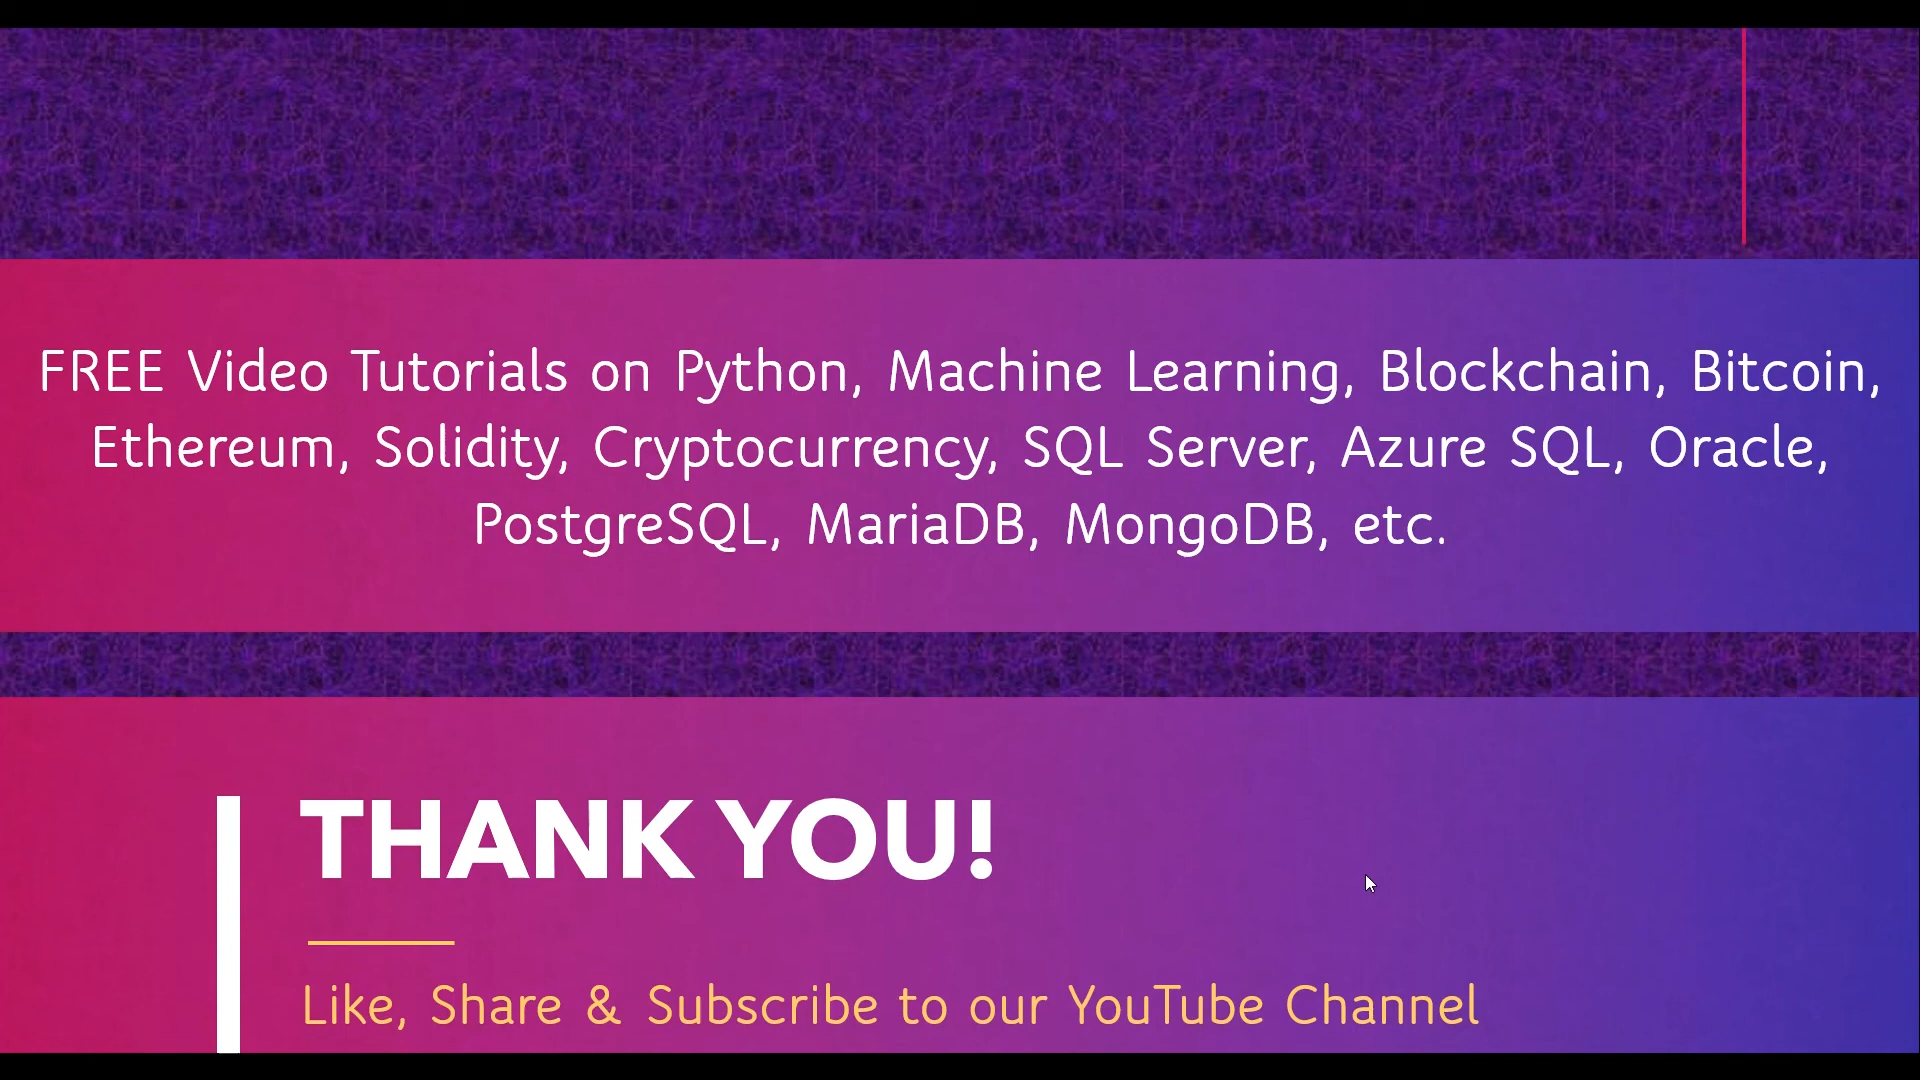 FREE Video Tutorials on Python, Machine Learning, Blockchain, Bitcoin,
Ethereum, Solidity, Cryptocurrency, SQL Server, Azure SQL, Oracle,
PostgreSQL, MariaDB, MongoDB, etc.
THANK YOU!
Like, Share & Subscribe to our YouTube Channel